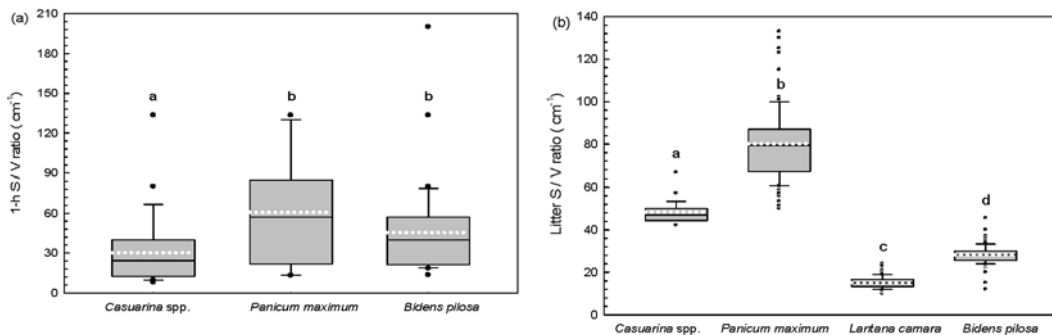 (a)
210
180
150
120
90
60
30
0
1-h S / V ratio ( cm⁻¹)
a
b
b
Casuarina spp.
Panicum maximum
Bidens pilosa
(b)
140
120
100
80
60
40
20
0
Litter S / V ratio ( cm⁻¹)
a
b
c
d
Casuarina spp.
Panicum maximum
Lantana camara
Bidens pilosa